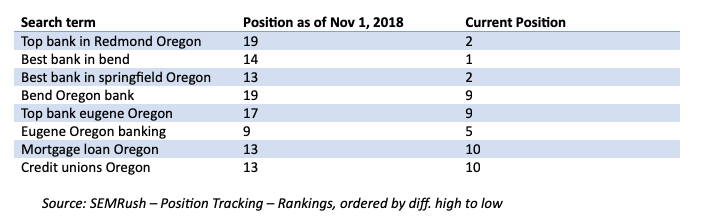 Search term Position as of Nov 1, 2018 Current Position
Top bank in Redmond Oregon 19 2
Best bank in bend 14 1
Best bank in springfield Oregon 13 2
Bend Oregon bank 19 9
Top bank eugene Oregon 17 9
Eugene Oregon banking 9 5
Mortgage loan Oregon 13 10
Credit unions Oregon 13 10
Source: SEMRush – Position Tracking – Rankings, ordered by diff. high to low